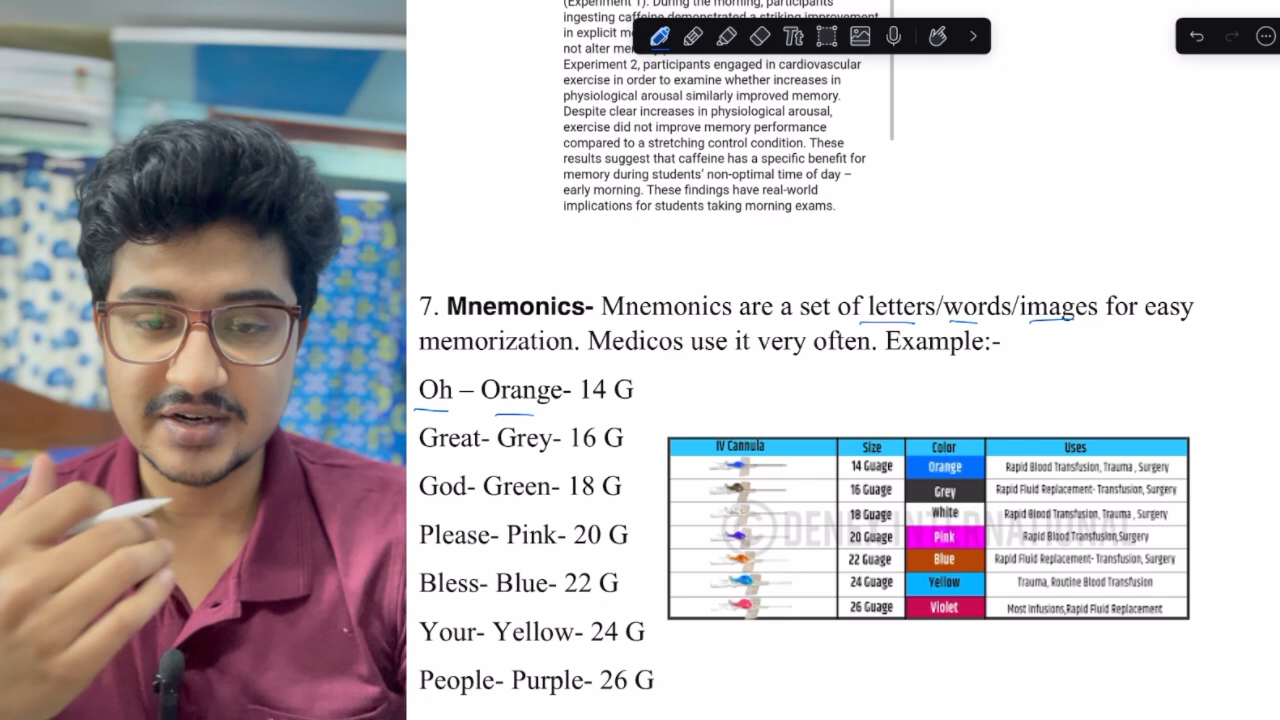 (Experiment 1). During the morning, participants
ingesting caffeine demonstrated a striking improvement
in explicit
not alter
Experiment 2, participants engaged in cardiovascular
exercise in order to examine whether increases in
physiological arousal similarly improved memory.
Despite clear increases in physiological arousal,
exercise did not improve memory performance
compared to a stretching control condition. These
results suggest that caffeine has a specific benefit for
memory during students' non-optimal time of day –
early morning. These findings have real-world
implications for students taking morning exams.
Tt
7. Mnemonics- Mnemonics are a set of letters/words/images for easy
memorization. Medicos use it very often. Example:-
Oh – Orange- 14 G
Great- Grey- 16 G
God- Green- 18 G
Please- Pink- 20 G
Bless- Blue- 22 G
Your- Yellow- 24 G
People- Purple- 26 G
IV Cannula Size Color Uses
14 Guage Orange Rapid Blood Transfusion, Trauma , Surgery
16 Guage Grey Rapid Fluid Replacement- Transfusion, Surgery
18 Guage White Rapid Blood Transfusion, Trauma , Surgery
20 Guage Pink Rapid Blood Transfusion,Surgery
22 Guage Blue Rapid Fluid Replacement- Transfusion, Surgery
24 Guage Yellow Trauma, Routine Blood Transfusion
26 Guage Violet Most Infusions,Rapid Fluid Replacement